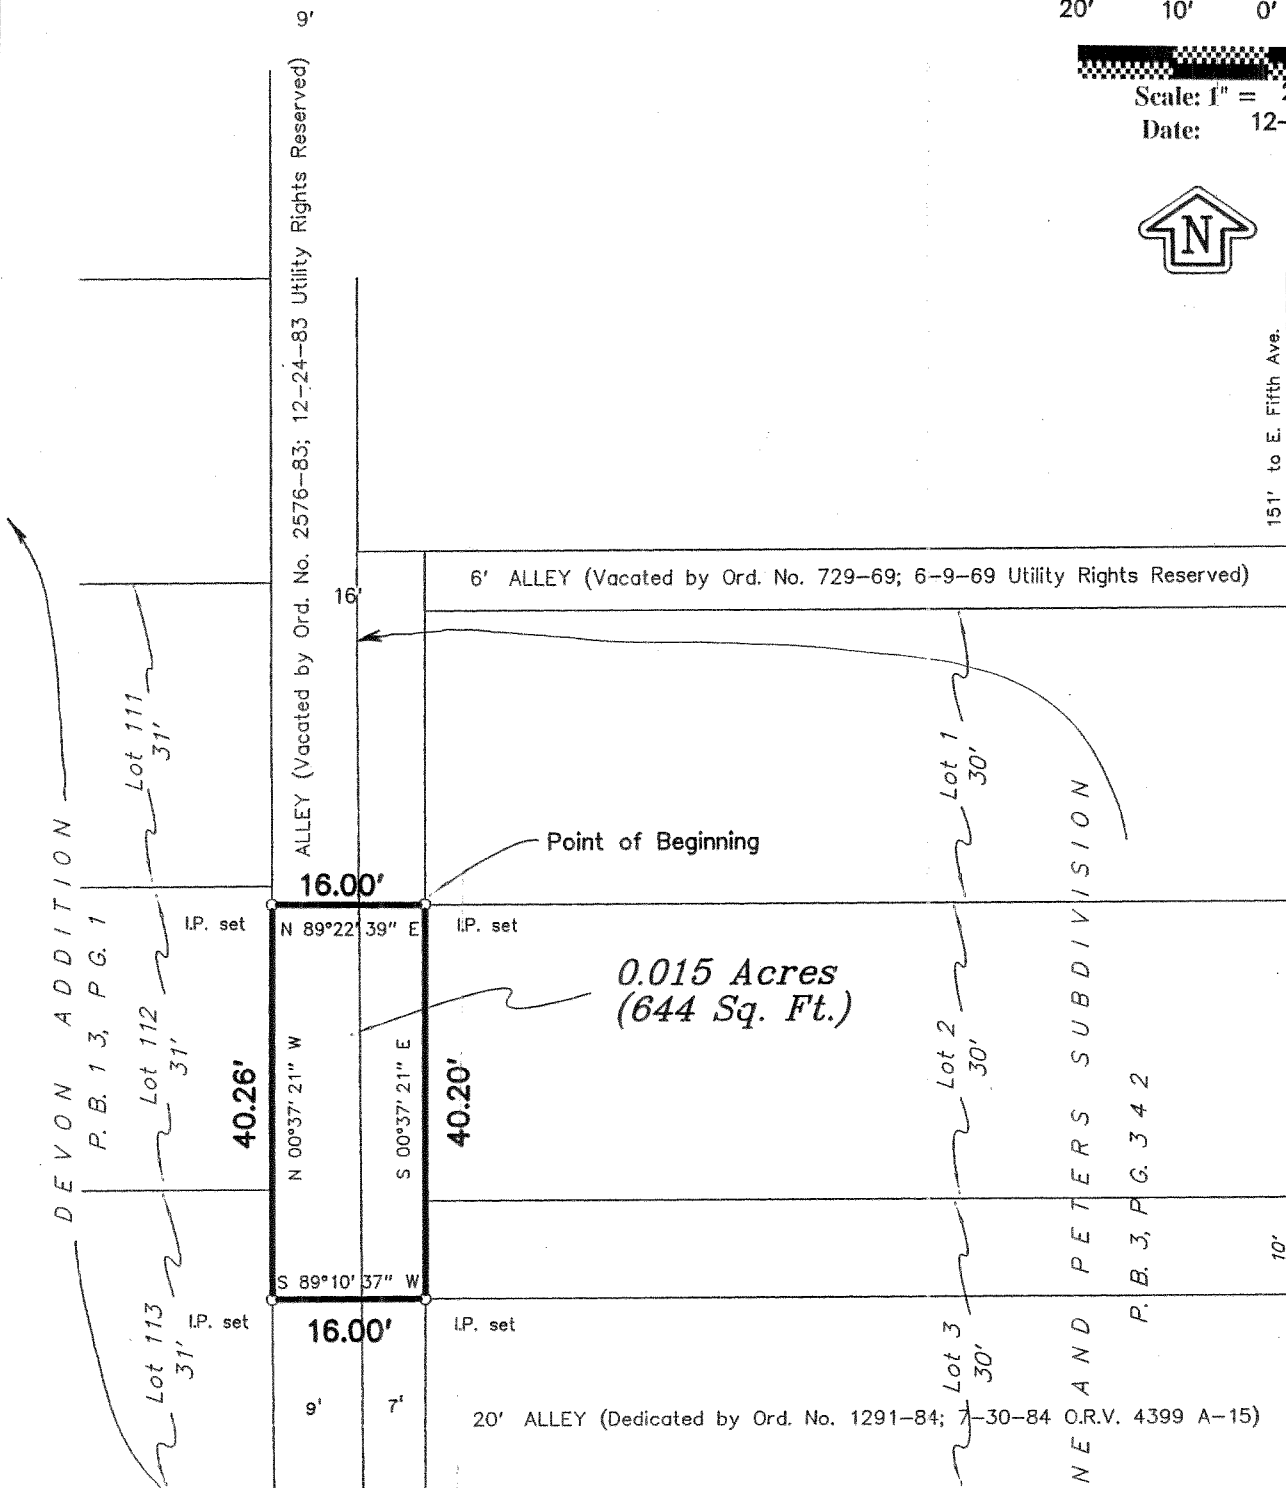 9'
20' 10' 0'
Scale: 1" =
Date: 12-
N
151' to E. Fifth Ave.
ALLEY (Vacated by Ord. No. 2576-83; 12-24-83 Utility Rights Reserved)
6' ALLEY (Vacated by Ord. No. 729-69; 6-9-69 Utility Rights Reserved)
16'
Lot 111
31'
Lot 1
30'
Point of Beginning
16.00'
I.P. set
N 89°22'39" E
I.P. set
0.015 Acres
(644 Sq. Ft.)
DEVON ADDITION
P.B. 13, PG. 1
Lot 112
31'
40.26'
N 00°37'21" W
S 00°37'21" E
40.20'
Lot 2
30'
NE AND PETERS SUBDIVISION
P.B. 3, PG. 342
10'
S 89°10'37" W
I.P. set
16.00'
I.P. set
Lot 113
31'
Lot 3
30'
9'
7'
20' ALLEY (Dedicated by Ord. No. 1291-84; 7-30-84 O.R.V. 4399 A-15)